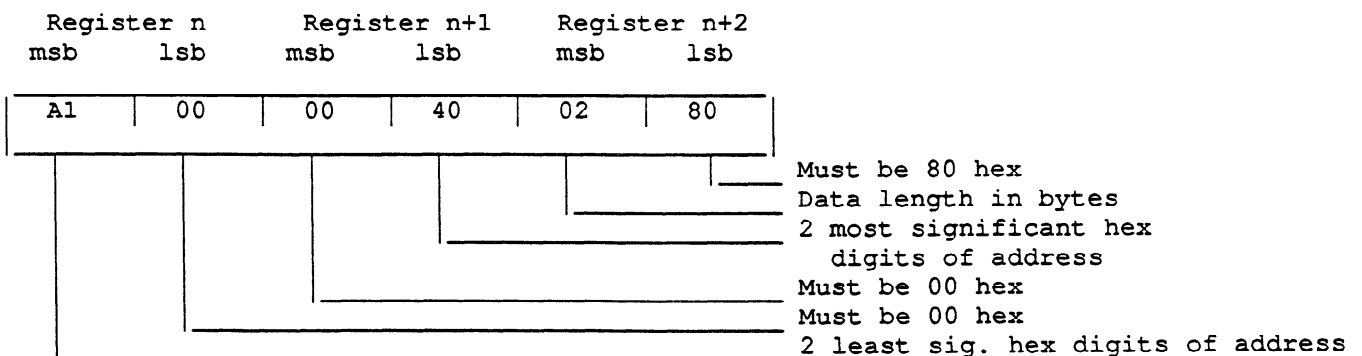 Register n Register n+1 Register n+2
msb lsb msb lsb msb lsb
A1 00 00 40 02 80
Must be 80 hex
Data length in bytes
2 most significant hex
digits of address
Must be 00 hex
Must be 00 hex
2 least sig. hex digits of address